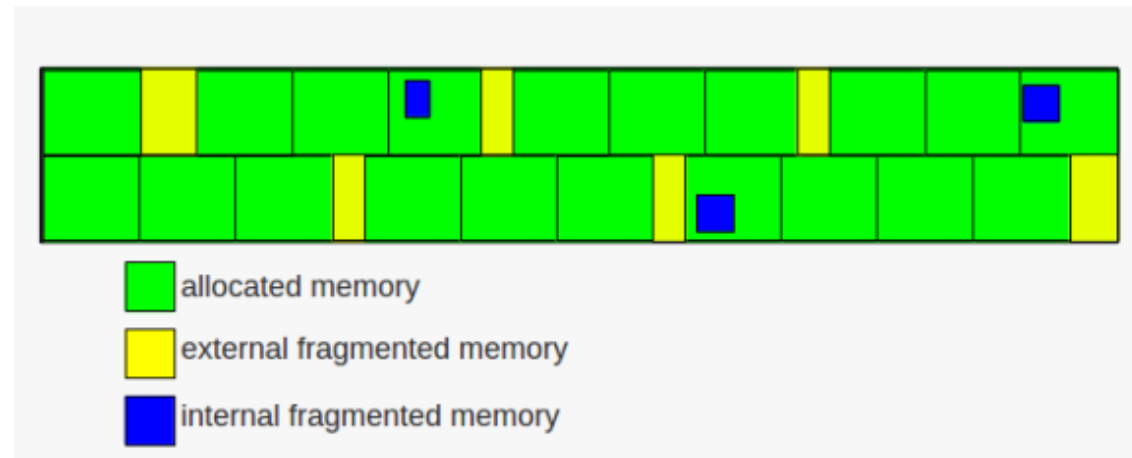 allocated memory
external fragmented memory
internal fragmented memory